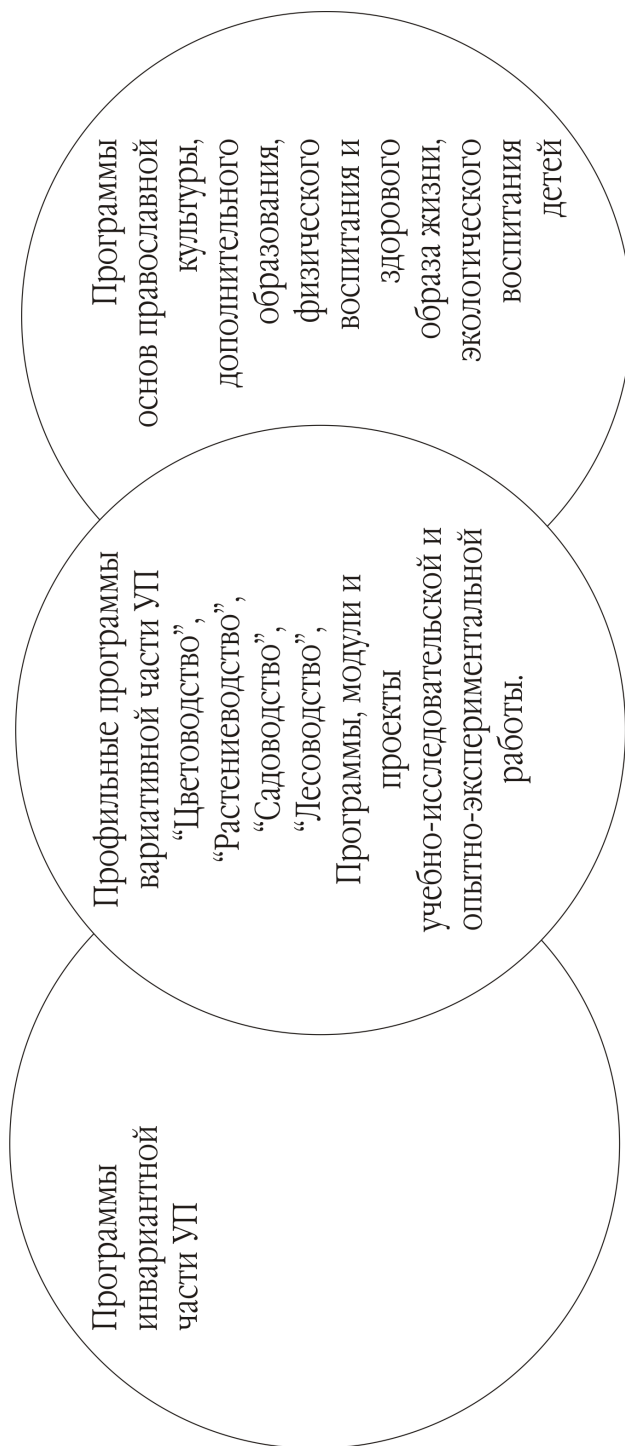 Программы
инвариантной
части УП
Профильные программы
вариативной части УП
“Цветоводство”,
“Растениеводство”,
“Садоводство”,
“Лесоводство”,
Программы, модули и
проекты
учебно-исследовательской и
опытно-экспериментальной
работы.
Программы
основ православной
культуры,
дополнительного
образования,
физического
воспитания и
здорового
образа жизни,
экологического
воспитания
детей